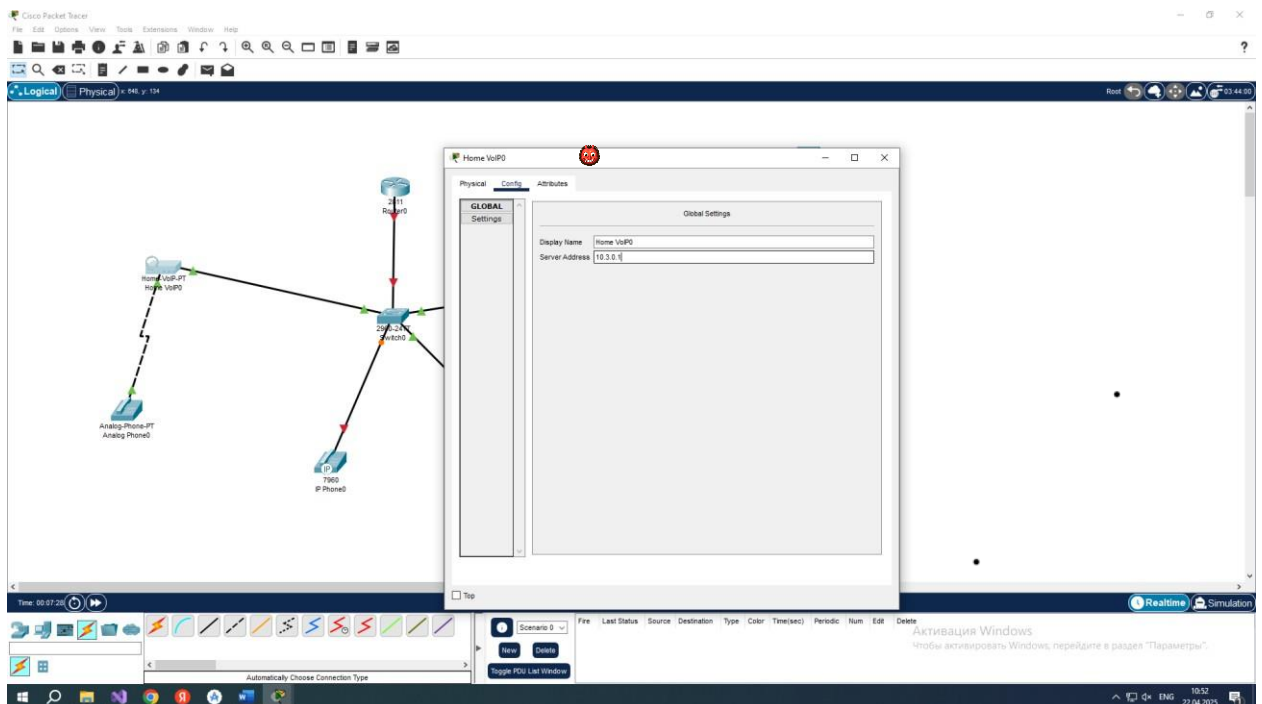 Cisco Packet Tracer
File Edit Options View Tools Extensions Window Help
?
Logical Physical x: 648, y: 134 Root 03:44:00
Home VoIP0
Physical Config Attributes
GLOBAL
Settings
Global Settings
Display Name Home VoIP0
Server Address 10.3.0.1
Top
2811
Router0
Home-VoIP-PT
Home VoIP0
2960-24TT
Switch0
Analog-Phone-PT
Analog Phone0
IP
7960
IP Phone0
Time: 00:07:28 Realtime Simulation
Scenario 0
New Delete
Toggle PDU List Window
Fire Last Status Source Destination Type Color Time(sec) Periodic Num Edit Delete
Активация Windows
Чтобы активировать Windows, перейдите в раздел "Параметры".
Automatically Choose Connection Type
ENG 10:52
22.04.2025